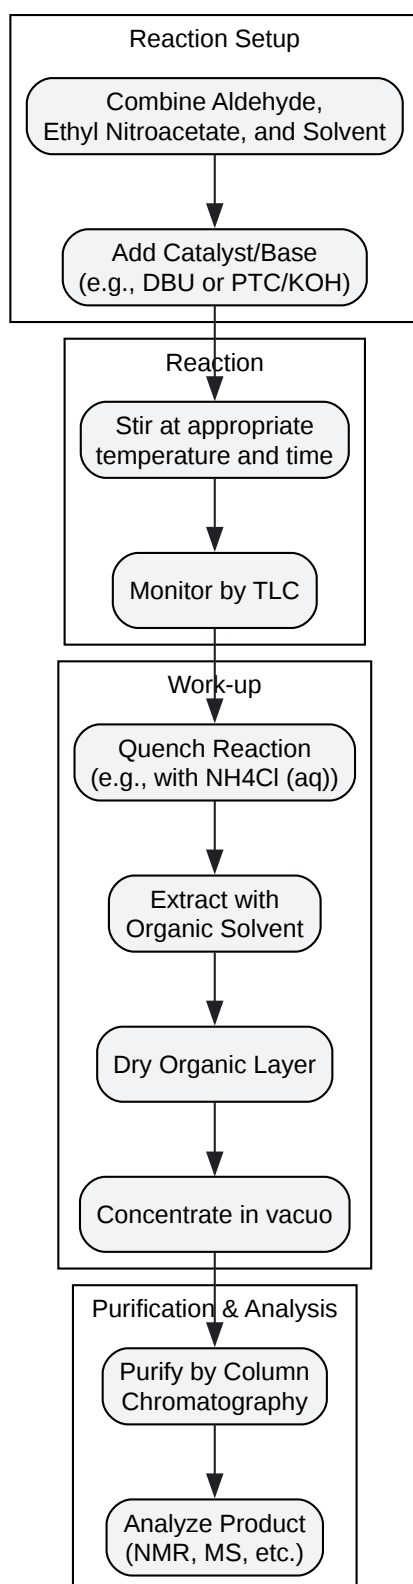 Reaction Setup
Combine Aldehyde,
Ethyl Nitroacetate, and Solvent
Add Catalyst/Base
(e.g., DBU or PTC/KOH)
Reaction
Stir at appropriate
temperature and time
Monitor by TLC
Work-up
Quench Reaction
(e.g., with NH4Cl (aq))
Extract with
Organic Solvent
Dry Organic Layer
Concentrate in vacuo
Purification & Analysis
Purify by Column
Chromatography
Analyze Product
(NMR, MS, etc.)